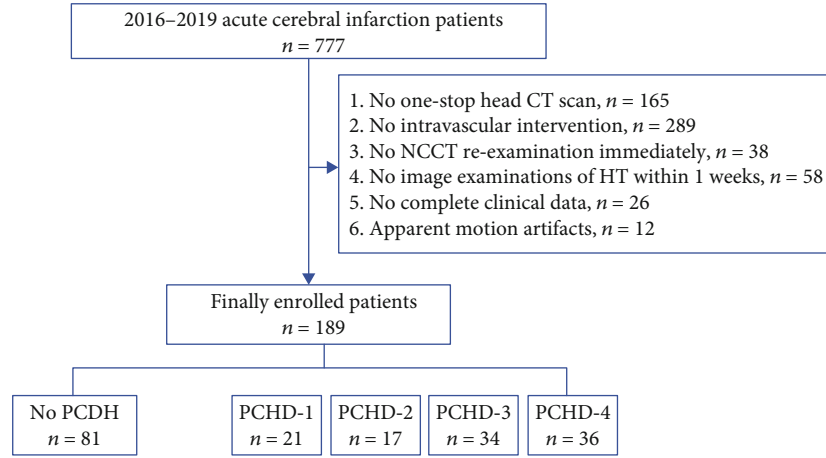 2016–2019 acute cerebral infarction patients
n = 777
1. No one-stop head CT scan, n = 165
2. No intravascular intervention, n = 289
3. No NCCT re-examination immediately, n = 38
4. No image examinations of HT within 1 weeks, n = 58
5. No complete clinical data, n = 26
6. Apparent motion artifacts, n = 12
Finally enrolled patients
n = 189
No PCDH
n = 81
PCHD-1
n = 21
PCHD-2
n = 17
PCHD-3
n = 34
PCHD-4
n = 36